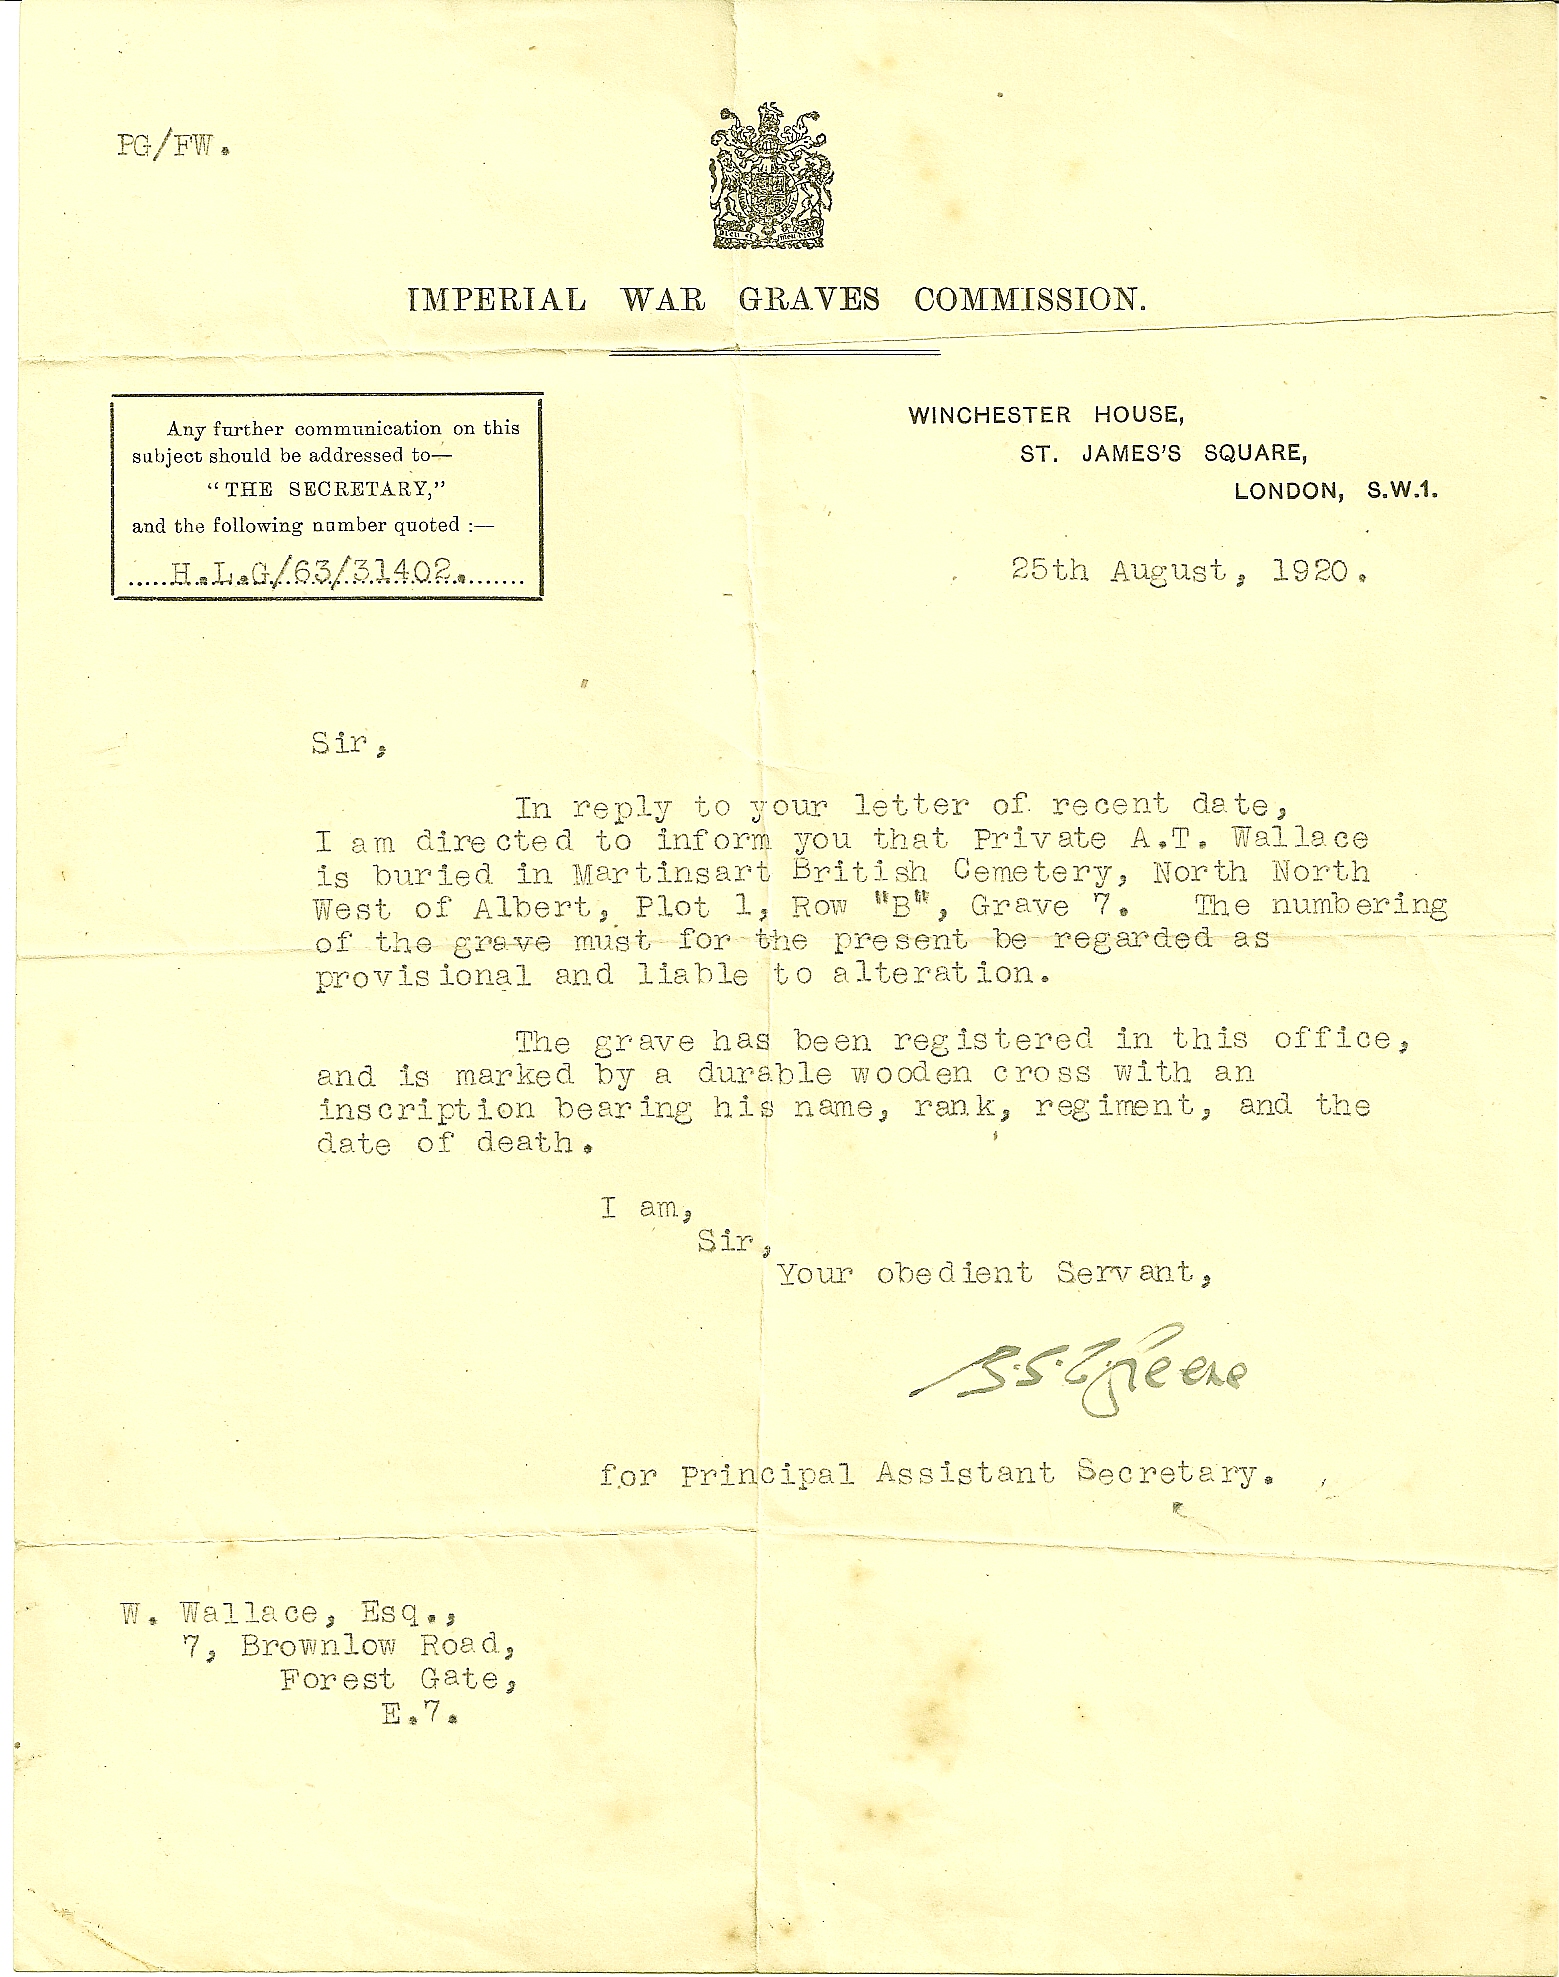 PG/FW.
DIEU ET MON DROIT
IMPERIAL WAR GRAVES COMMISSION.
Any further communication on this
subject should be addressed to—
“THE SECRETARY,”
and the following number quoted :—
.....H.L.G/63/31402........
WINCHESTER HOUSE,
ST. JAMES'S SQUARE,
LONDON, S.W.1.
25th August, 1920.
Sir,
In reply to your letter of recent date,
I am directed to inform you that Private A.T. Wallace
is buried in Martinsart British Cemetery, North North
West of Albert, Plot 1, Row "B", Grave 7. The numbering
of the grave must for the present be regarded as
provisional and liable to alteration.
The grave has been registered in this office,
and is marked by a durable wooden cross with an
inscription bearing his name, rank, regiment, and the
date of death.
I am,
Sir,
Your obedient Servant,
Greene
for Principal Assistant Secretary.
W. Wallace, Esq.,
7, Brownlow Road,
Forest Gate,
E.7.